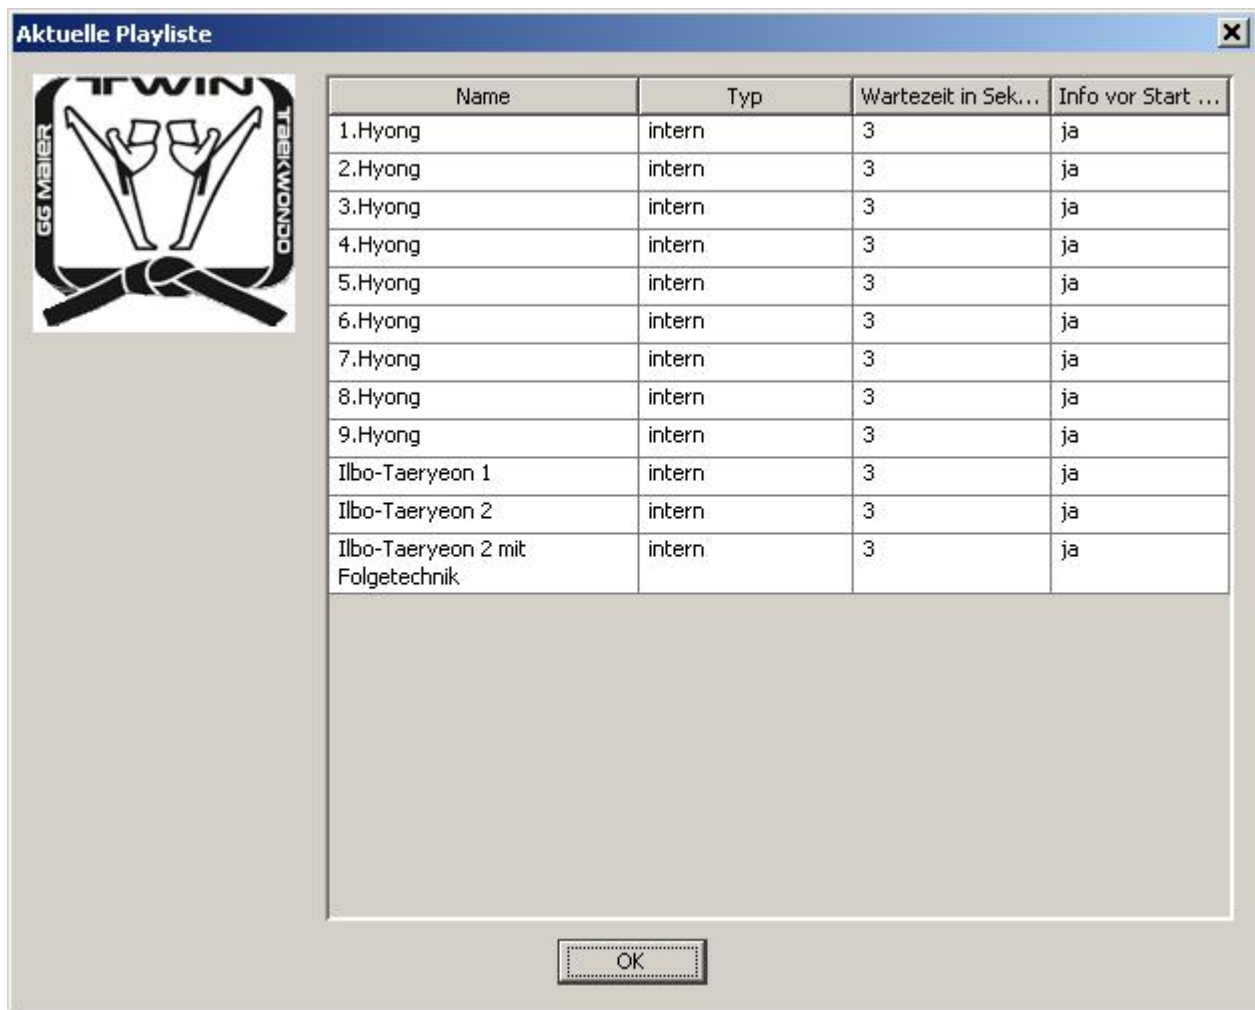 Aktuelle Playliste
TWIN
GG Maier
Taekwondo
Name Typ Wartezeit in Sek... Info vor Start ...
1.Hyong intern 3 ja
2.Hyong intern 3 ja
3.Hyong intern 3 ja
4.Hyong intern 3 ja
5.Hyong intern 3 ja
6.Hyong intern 3 ja
7.Hyong intern 3 ja
8.Hyong intern 3 ja
9.Hyong intern 3 ja
Ilbo-Taeryeon 1 intern 3 ja
Ilbo-Taeryeon 2 intern 3 ja
Ilbo-Taeryeon 2 mit intern 3 ja
Folgetechnik
OK